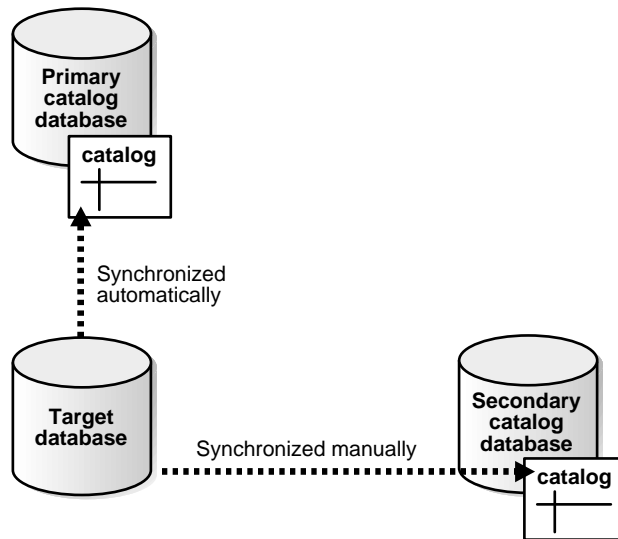 Primary
catalog
database
catalog
Synchronized
automatically
Target
database
Synchronized manually
Secondary
catalog
database
catalog